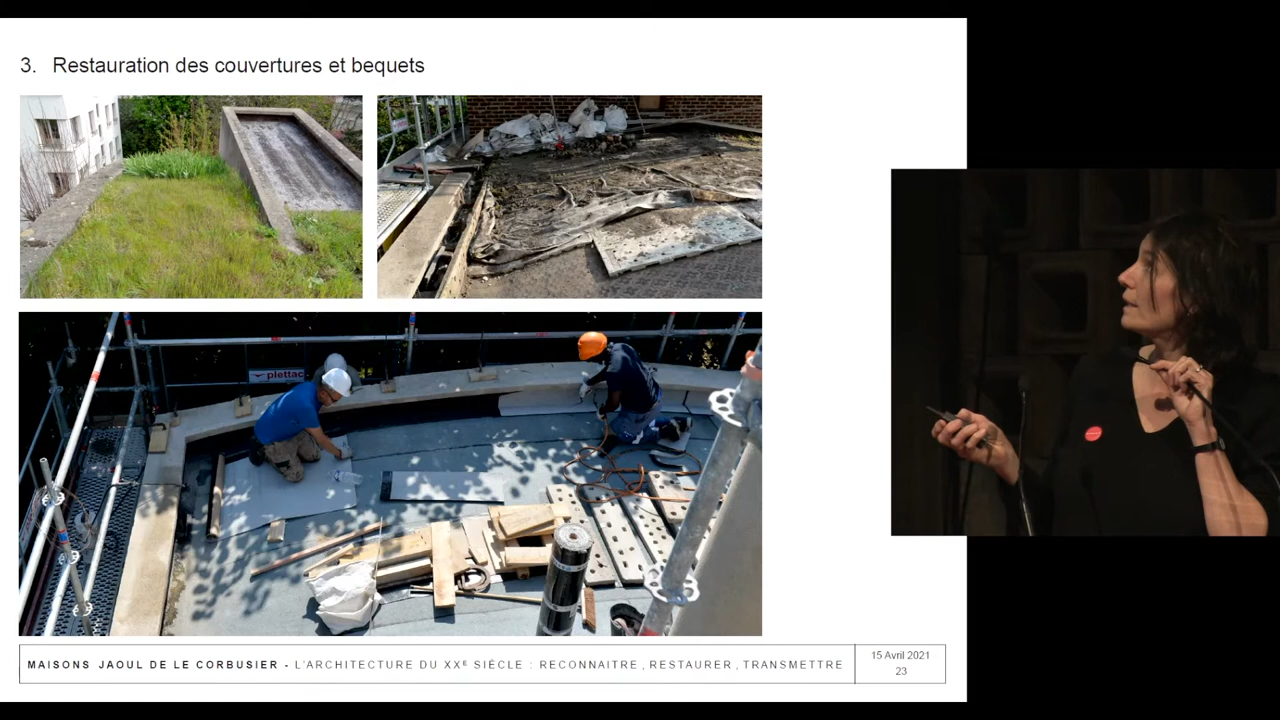 3. Restauration des couvertures et bequets
plettac
MAISONS JAOUL DE LE CORBUSIER - L'ARCHITECTURE DU XXE SIÈCLE : RECONNAITRE , RESTAURER , TRANSMETTRE
15 Avril 2021
23